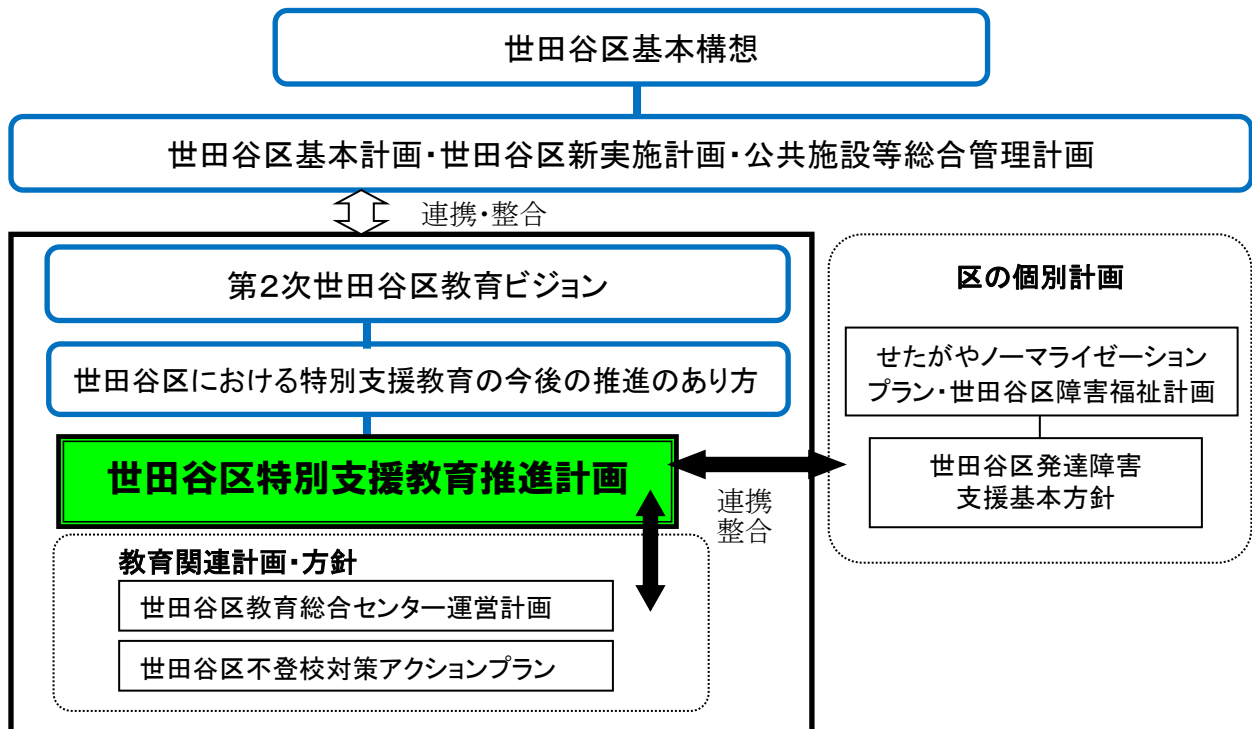 世田谷区基本構想
世田谷区基本計画・世田谷区新実施計画・公共施設等総合管理計画
連携・整合
第2次世田谷区教育ビジョン
世田谷区における特別支援教育の今後の推進のあり方
世田谷区特別支援教育推進計画
連携
整合
教育関連計画・方針
世田谷区教育総合センター運営計画
世田谷区不登校対策アクションプラン
区の個別計画
せたがやノーマライゼーション
プラン・世田谷区障害福祉計画
世田谷区発達障害
支援基本方針